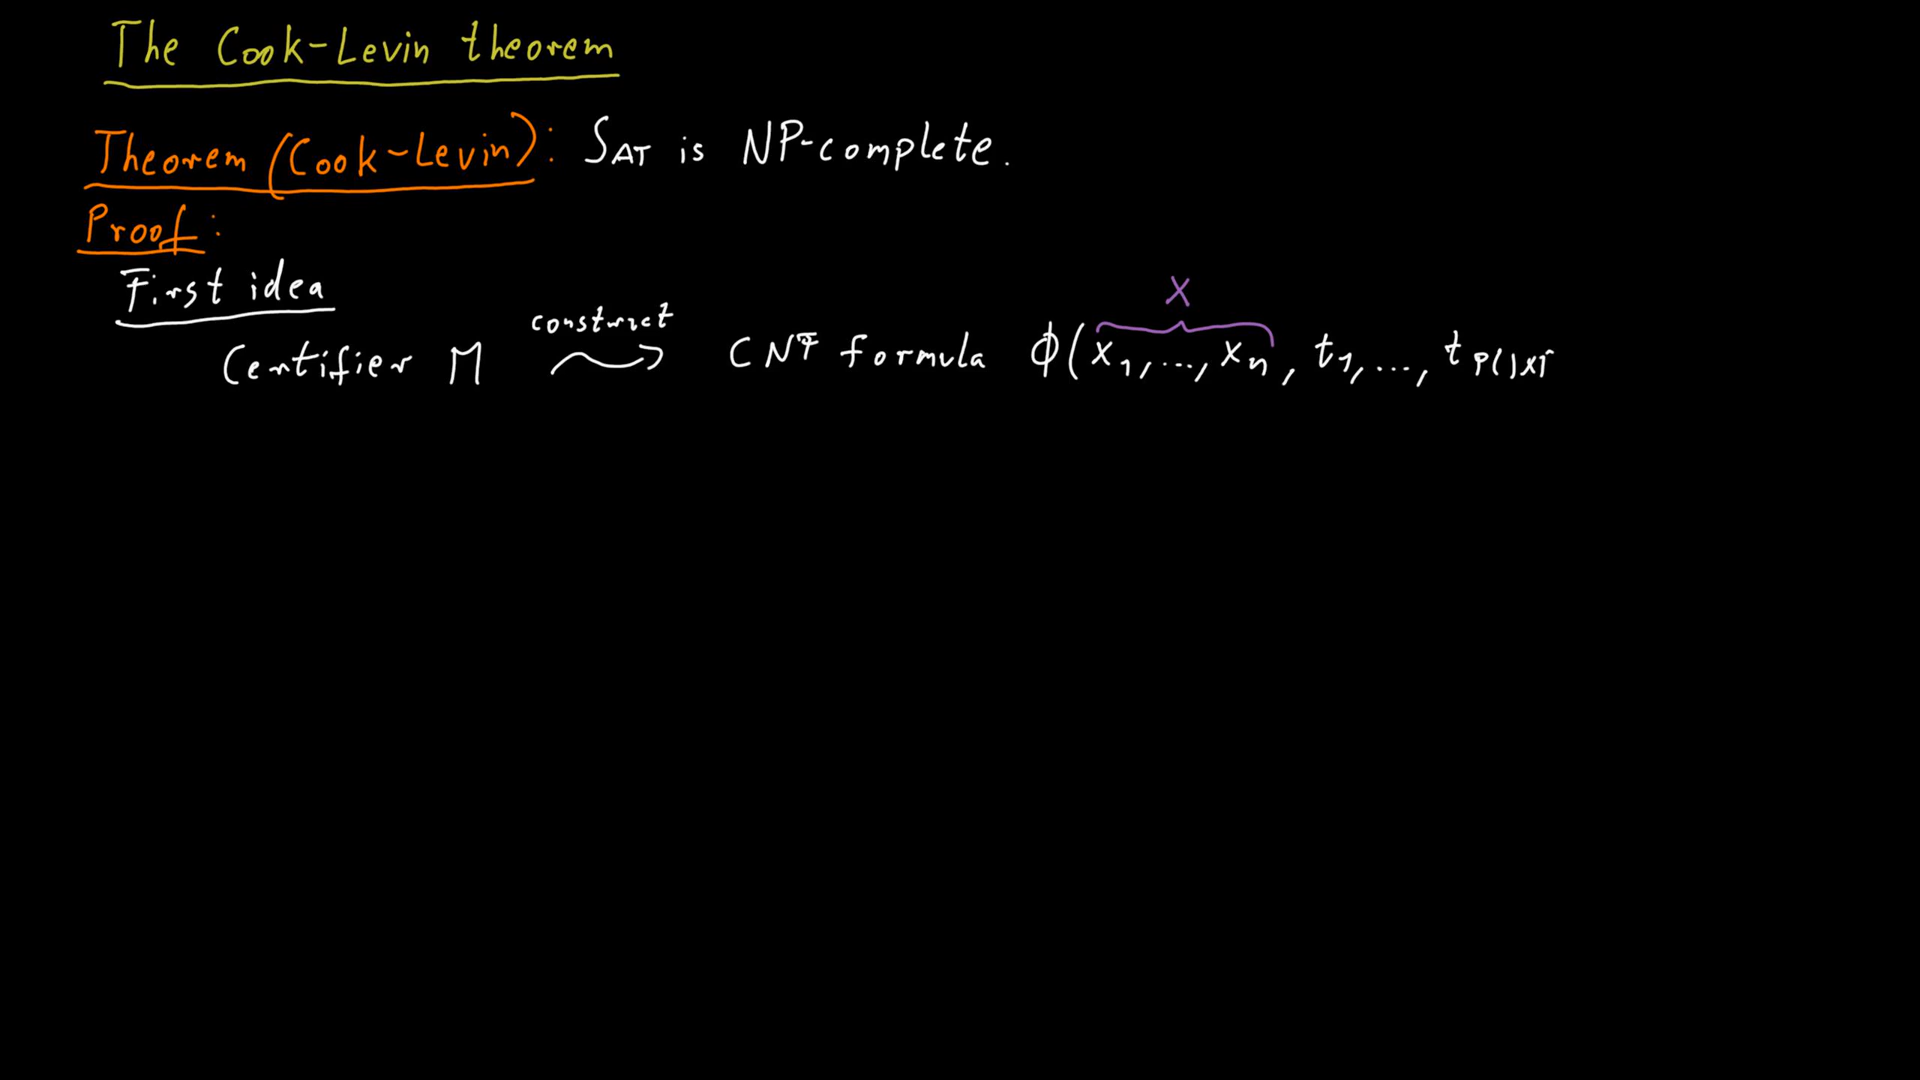 The Cook-Levin theorem
Theorem (Cook-Levin): SAT is NP-complete.
Proof:
First idea
x
construct
Certifier M ⇝ CNF formula ϕ(x₁,...,xₙ, t₁,..., t_p(|x|